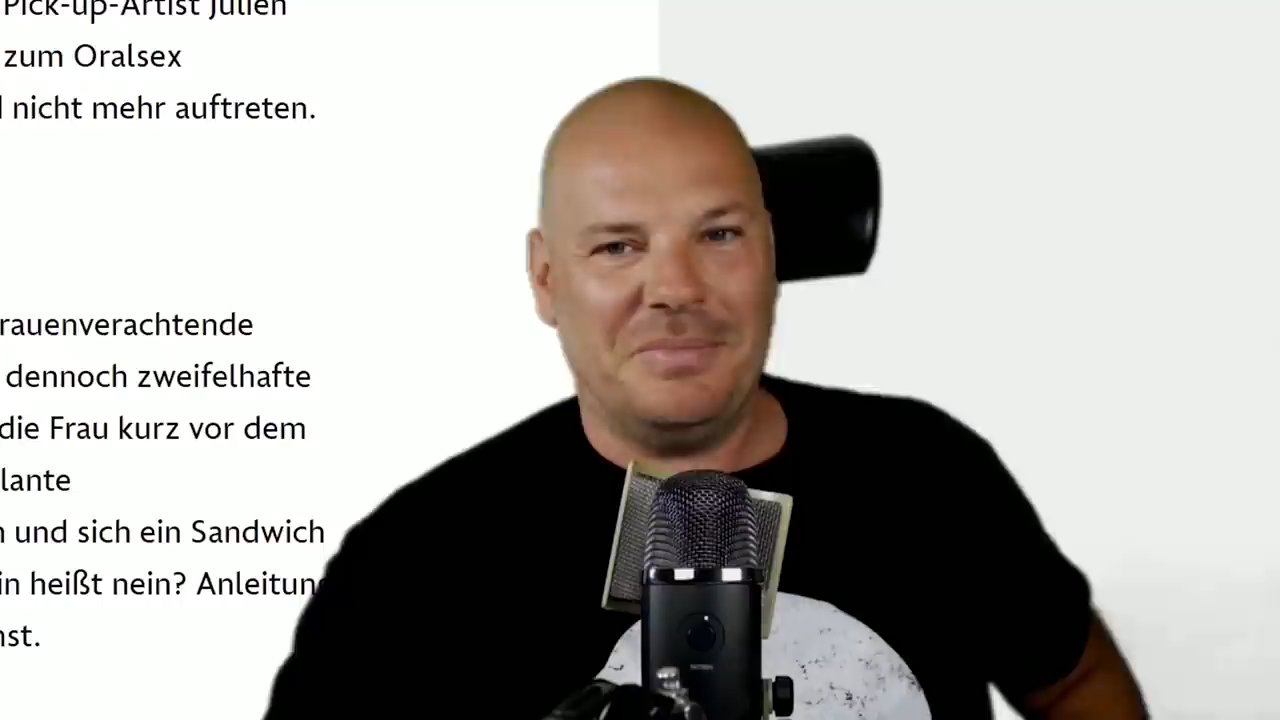 Pick-up-Artist Julien
zum Oralsex
nicht mehr auftreten.
rauenverachtende
dennoch zweifelhafte
die Frau kurz vor dem
lante
und sich ein Sandwich
in heißt nein? Anleitun
nst.